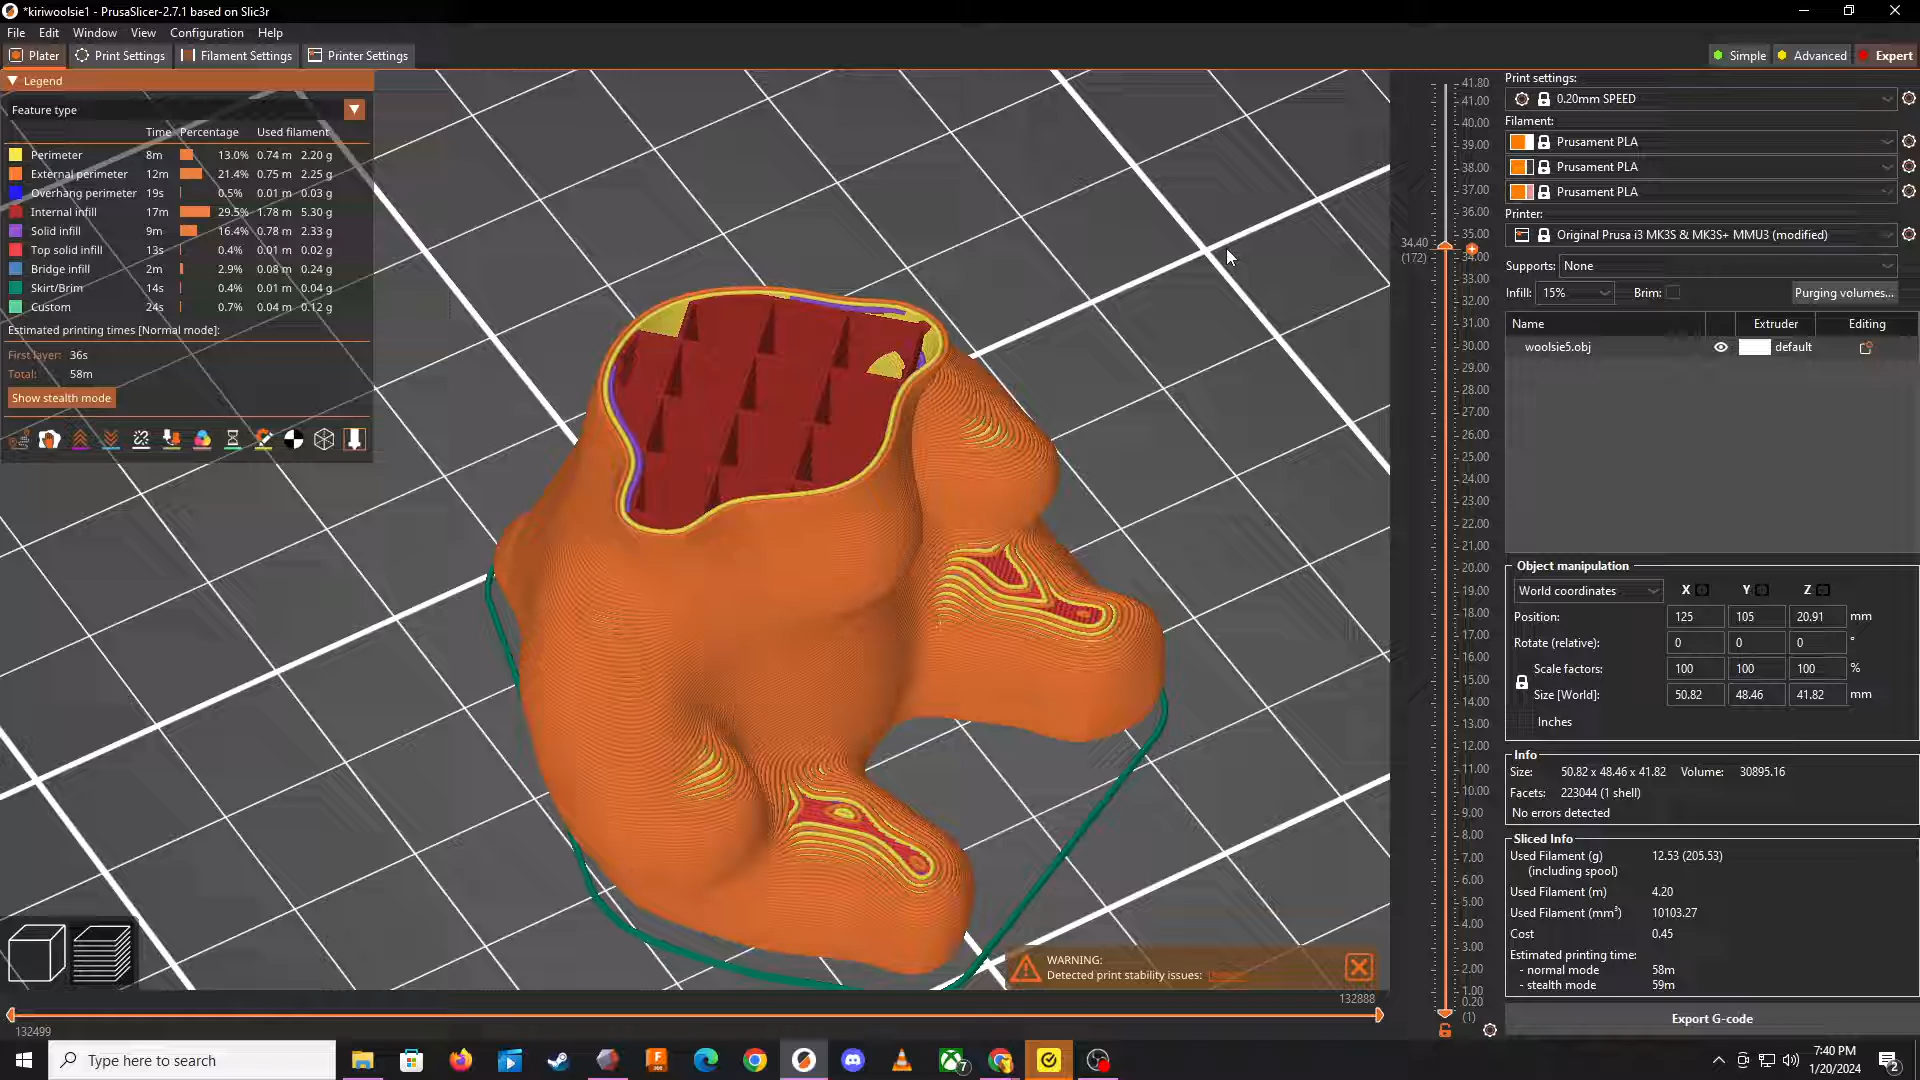 *kiriwoolsie1 - PrusaSlicer-2.7.1 based on Slic3r
File Edit Window View Configuration Help
Plater Print Settings Filament Settings Printer Settings
Simple Advanced Expert
Legend
Feature type
Time Percentage Used filament
Perimeter 8m 13.0% 0.74 m 2.20 g
External perimeter 12m 21.4% 0.75 m 2.25 g
Overhang perimeter 19s 0.5% 0.01 m 0.03 g
Internal infill 17m 29.5% 1.78 m 5.30 g
Solid infill 9m 16.4% 0.78 m 2.33 g
Top solid infill 13s 0.4% 0.01 m 0.02 g
Bridge infill 2m 2.9% 0.08 m 0.24 g
Skirt/Brim 14s 0.4% 0.01 m 0.04 g
Custom 24s 0.7% 0.04 m 0.12 g
Estimated printing times [Normal mode]:
First layer: 36s
Total: 58m
Show stealth mode
WARNING:
Detected print stability issues:
132888
132499
41.80
41.00
40.00
39.00
38.00
37.00
36.00
35.00
34.40
(172)
34.00
33.00
32.00
31.00
30.00
29.00
28.00
27.00
26.00
25.00
24.00
23.00
22.00
21.00
20.00
19.00
18.00
17.00
16.00
15.00
14.00
13.00
12.00
11.00
10.00
9.00
8.00
7.00
6.00
5.00
4.00
3.00
2.00
1.00
0.20
(1)
Print settings:
0.20mm SPEED
Filament:
Prusament PLA
Prusament PLA
Prusament PLA
Printer:
Original Prusa i3 MK3S & MK3S+ MMU3 (modified)
Supports: None
Infill: 15% Brim: Purging volumes...
Name Extruder Editing
woolsie5.obj default
Object manipulation
World coordinates X Y Z
Position: 125 105 20.91 mm
Rotate (relative): 0 0 0 °
Scale factors: 100 100 100 %
Size [World]: 50.82 48.46 41.82 mm
Inches
Info
Size: 50.82 x 48.46 x 41.82 Volume: 30895.16
Facets: 223044 (1 shell)
No errors detected
Sliced Info
Used Filament (g) 12.53 (205.53)
(including spool)
Used Filament (m) 4.20
Used Filament (mm³) 10103.27
Cost 0.45
Estimated printing time:
- normal mode 58m
- stealth mode 59m
Export G-code
Type here to search
7
7:40 PM
1/20/2024
2